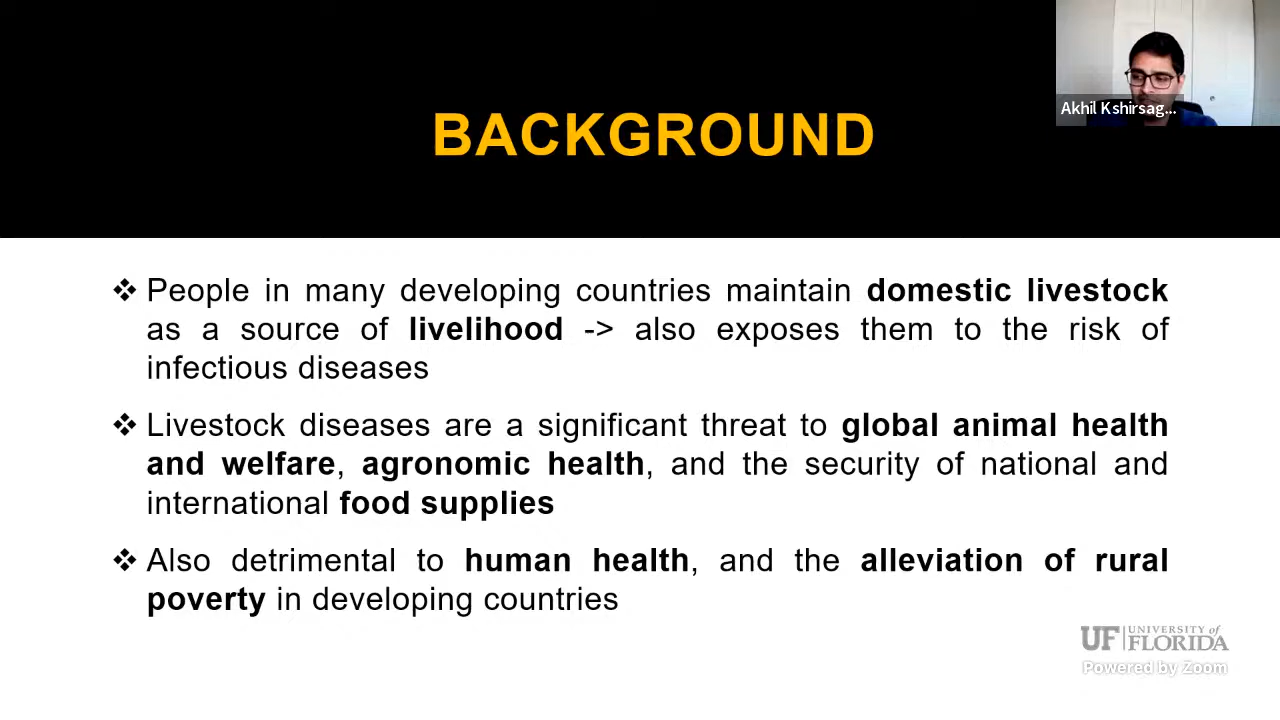 Akhil Kshirsag...
BACKGROUND
❖ People in many developing countries maintain domestic livestock
as a source of livelihood -> also exposes them to the risk of
infectious diseases
❖ Livestock diseases are a significant threat to global animal health
and welfare, agronomic health, and the security of national and
international food supplies
❖ Also detrimental to human health, and the alleviation of rural
poverty in developing countries
UF UNIVERSITY of
FLORIDA
Powered by Zoom